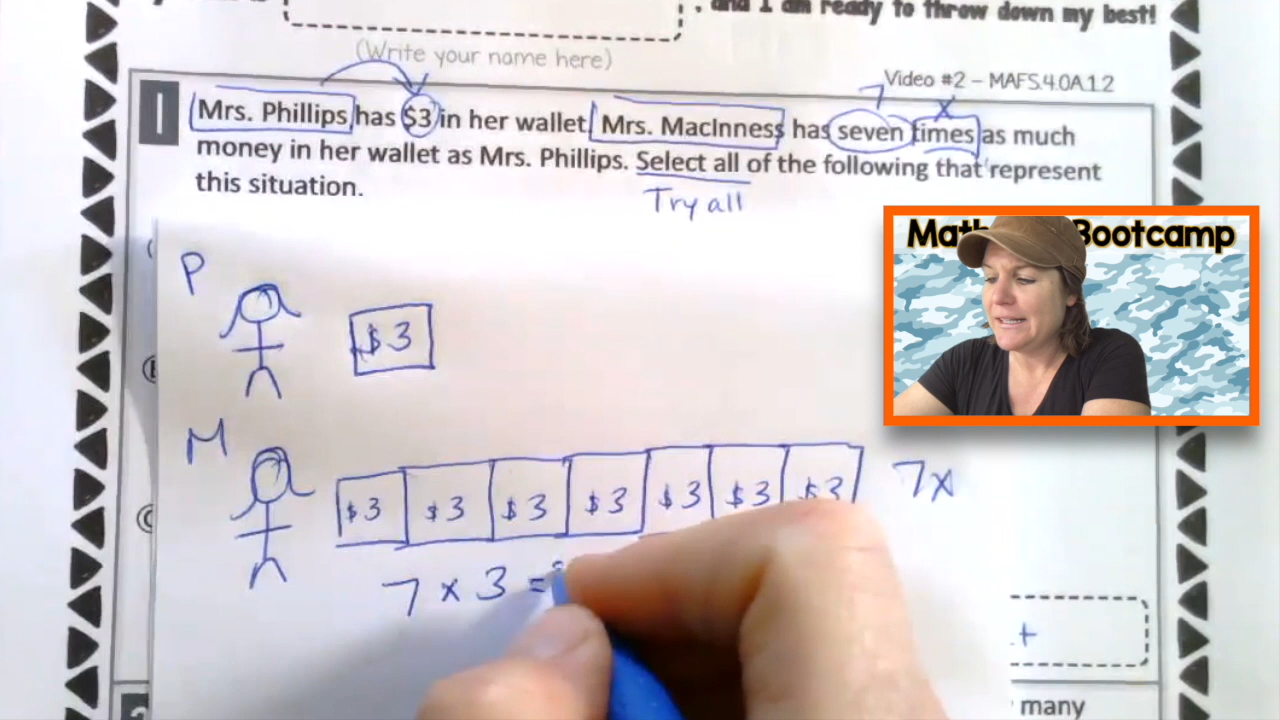 , and I am ready to throw down my best!
(Write your name here)
Video #2 – MAFS.4.OA.1.2
7 x
1 Mrs. Phillips has $3 in her wallet. Mrs. MacInness has seven times as much
money in her wallet as Mrs. Phillips. Select all of the following that represent
this situation.
Try all
Math Bootcamp
P
$3
M
$3 $3 $3 $3 $3 $3 $3 7x
7 x 3 =
+
many